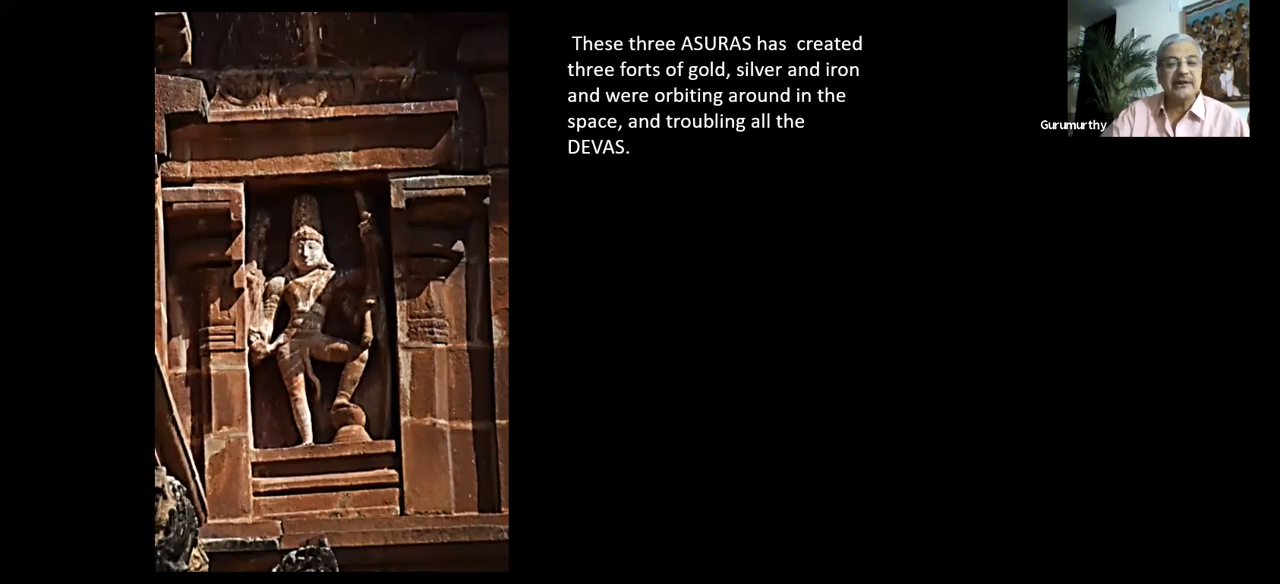 These three ASURAS has  created
three forts of gold, silver and iron
and were orbiting around in the
space, and troubling all the
DEVAS.
Gurumurthy